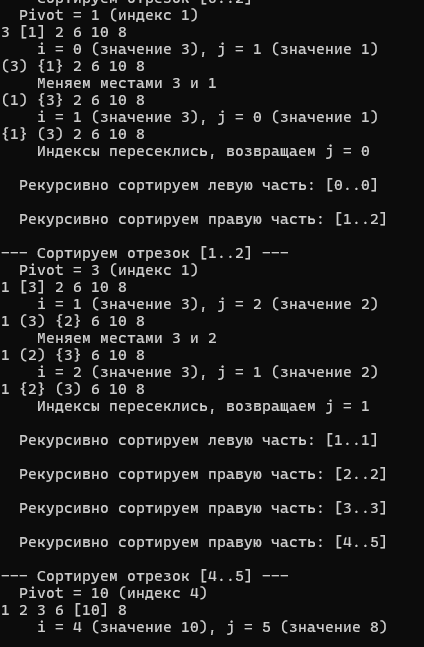 --- Сортируем отрезок [0..2] ---
Pivot = 1 (индекс 1)
3 [1] 2 6 10 8
i = 0 (значение 3), j = 1 (значение 1)
(3) {1} 2 6 10 8
Меняем местами 3 и 1
(1) {3} 2 6 10 8
i = 1 (значение 3), j = 0 (значение 1)
{1} (3) 2 6 10 8
Индексы пересеклись, возвращаем j = 0
Рекурсивно сортируем левую часть: [0..0]
Рекурсивно сортируем правую часть: [1..2]
--- Сортируем отрезок [1..2] ---
Pivot = 3 (индекс 1)
1 [3] 2 6 10 8
i = 1 (значение 3), j = 2 (значение 2)
1 (3) {2} 6 10 8
Меняем местами 3 и 2
1 (2) {3} 6 10 8
i = 2 (значение 3), j = 1 (значение 2)
1 {2} (3) 6 10 8
Индексы пересеклись, возвращаем j = 1
Рекурсивно сортируем левую часть: [1..1]
Рекурсивно сортируем правую часть: [2..2]
Рекурсивно сортируем правую часть: [3..3]
Рекурсивно сортируем правую часть: [4..5]
--- Сортируем отрезок [4..5] ---
Pivot = 10 (индекс 4)
1 2 3 6 [10] 8
i = 4 (значение 10), j = 5 (значение 8)